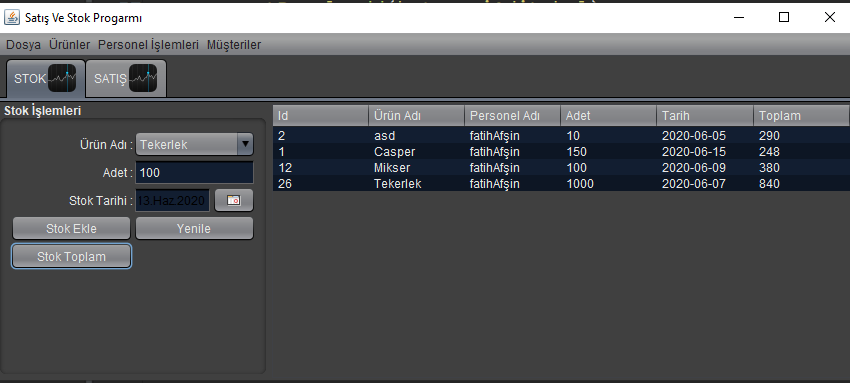 Satış Ve Stok Progarmı
Dosya Ürünler Personel İşlemleri Müşteriler
STOK SATIŞ
Stok İşlemleri
Ürün Adı : Tekerlek
Adet : 100
Stok Tarihi : 13.Haz.2020
Stok Ekle Yenile
Stok Toplam
Id Ürün Adı Personel Adı Adet Tarih Toplam
2 asd fatihAfşin 10 2020-06-05 290
1 Casper fatihAfşin 150 2020-06-15 248
12 Mikser fatihAfşin 100 2020-06-09 380
26 Tekerlek fatihAfşin 1000 2020-06-07 840